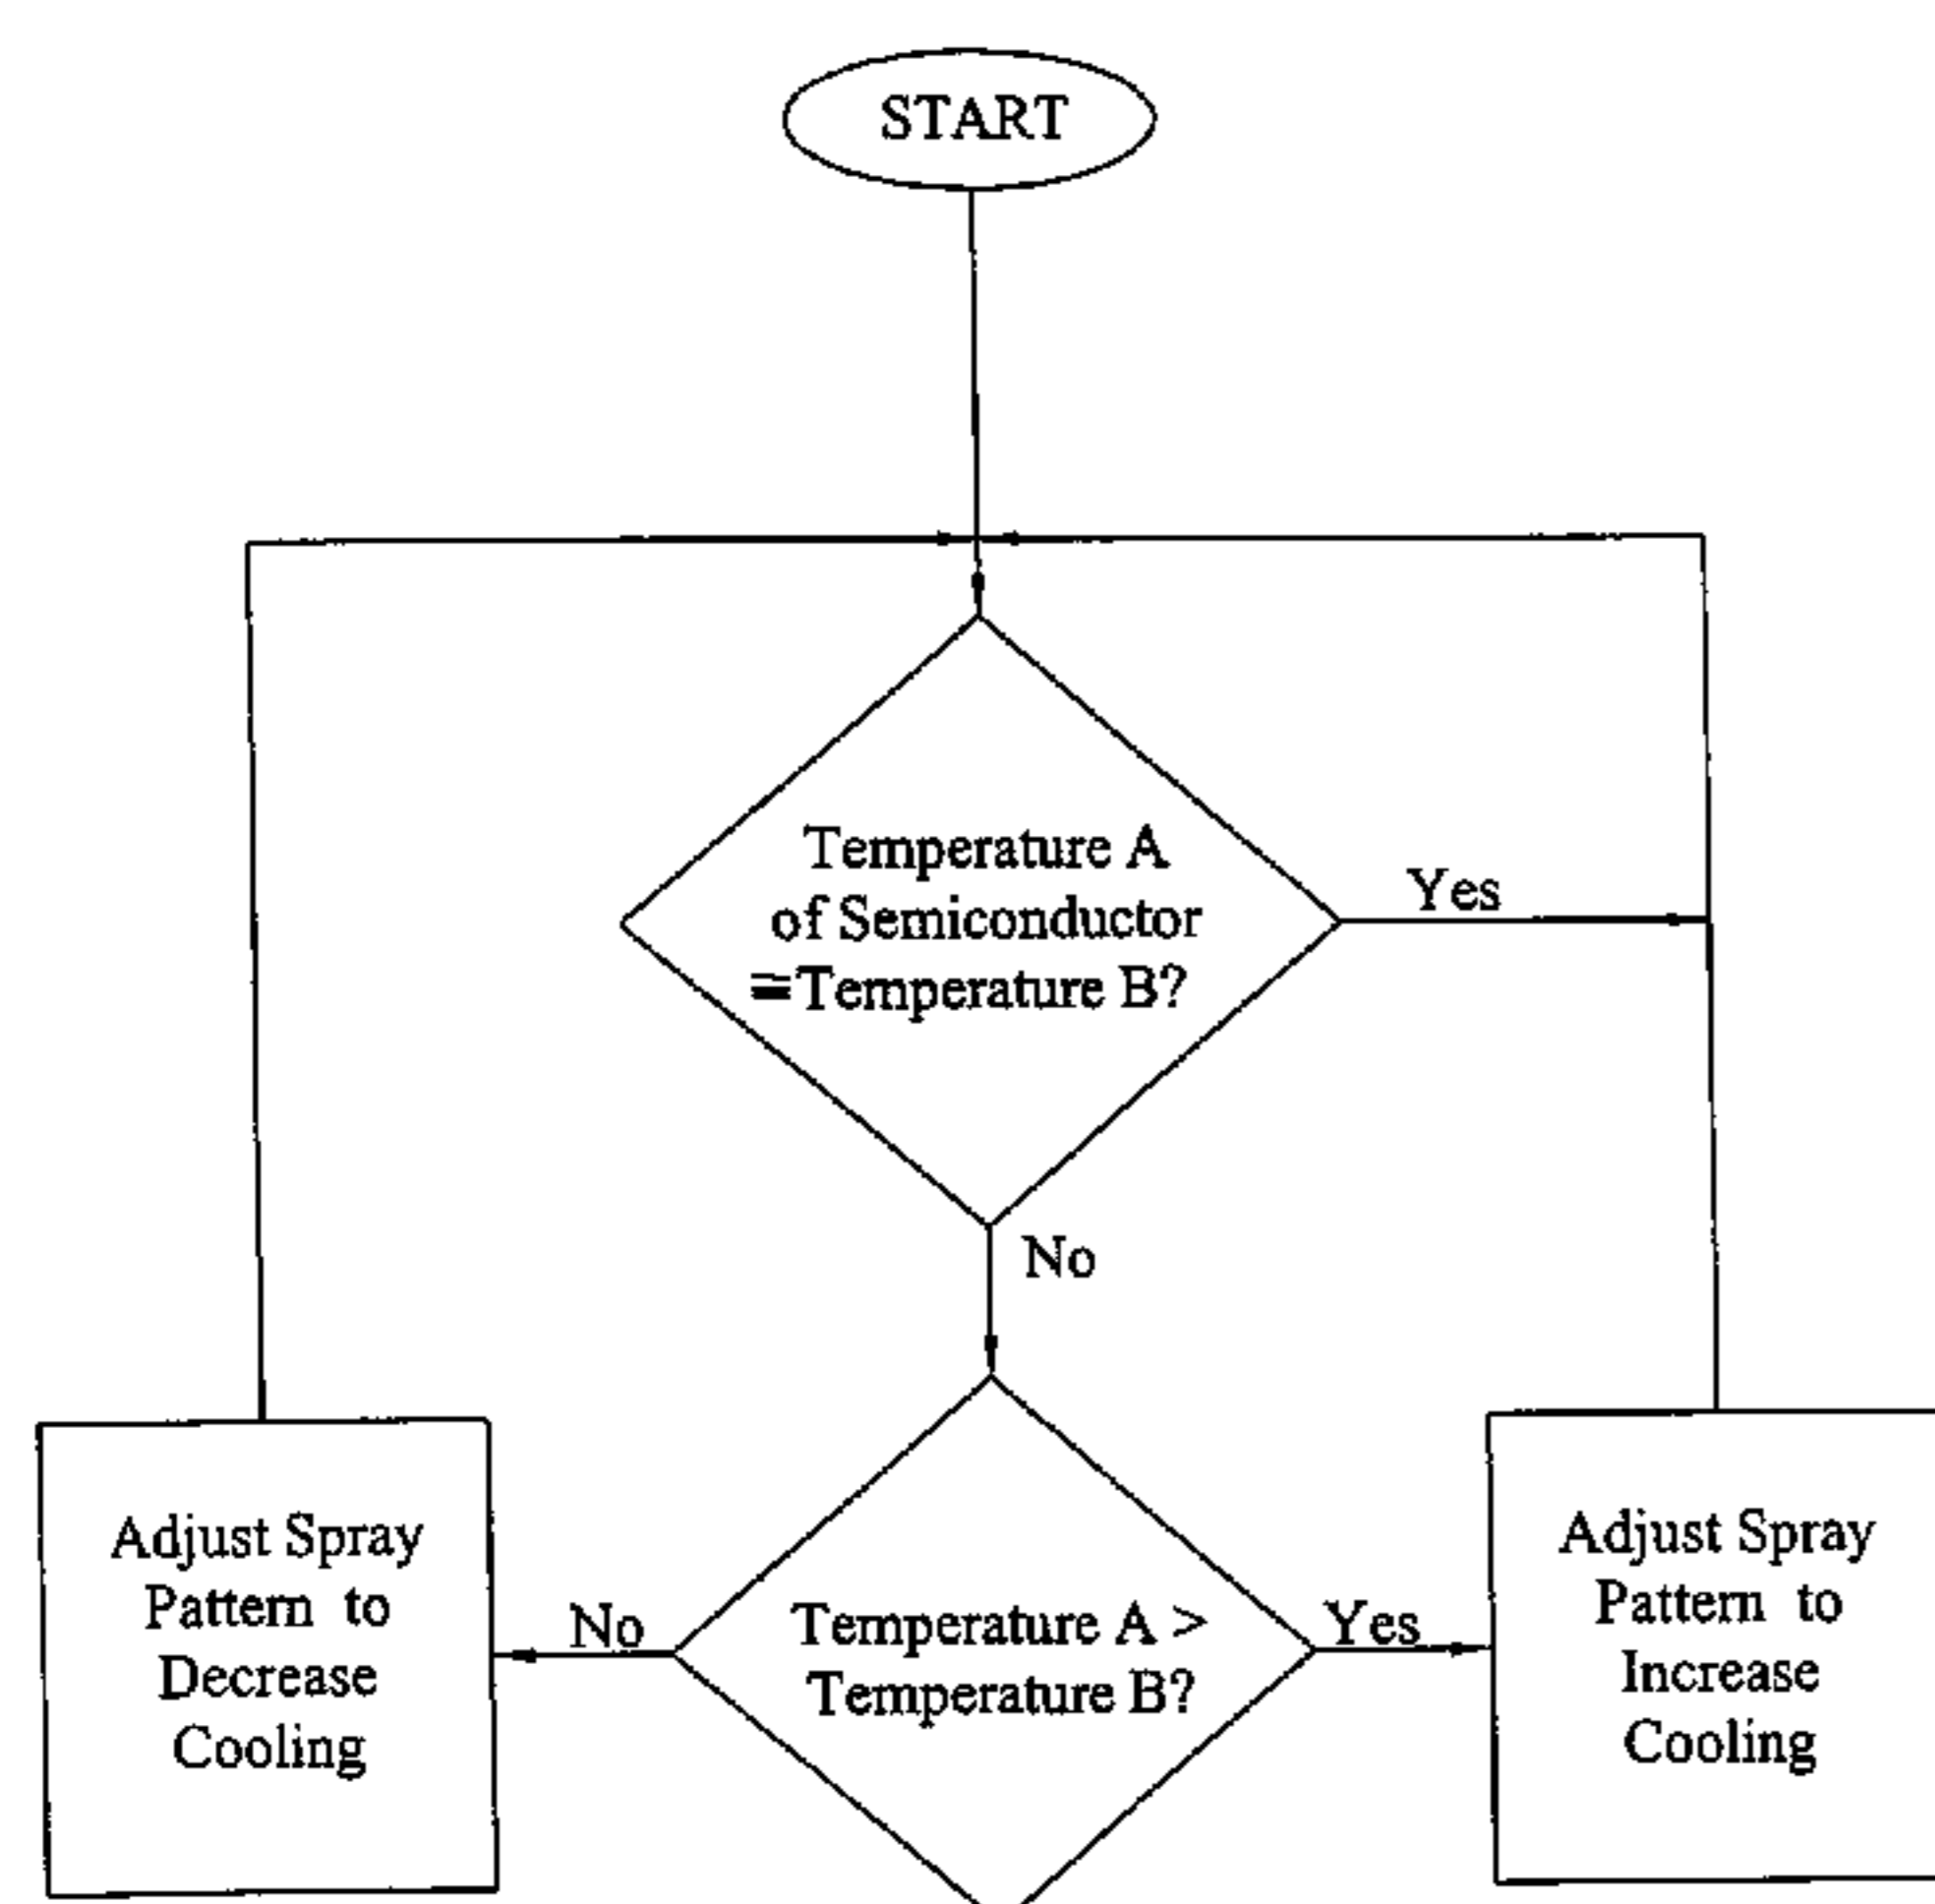 START
Temperature A
of Semiconductor
=Temperature B?
Yes
No
Adjust Spray
Pattern to
Decrease
Cooling
No
Temperature A >
Temperature B?
Yes
Adjust Spray
Pattern to
Increase
Cooling